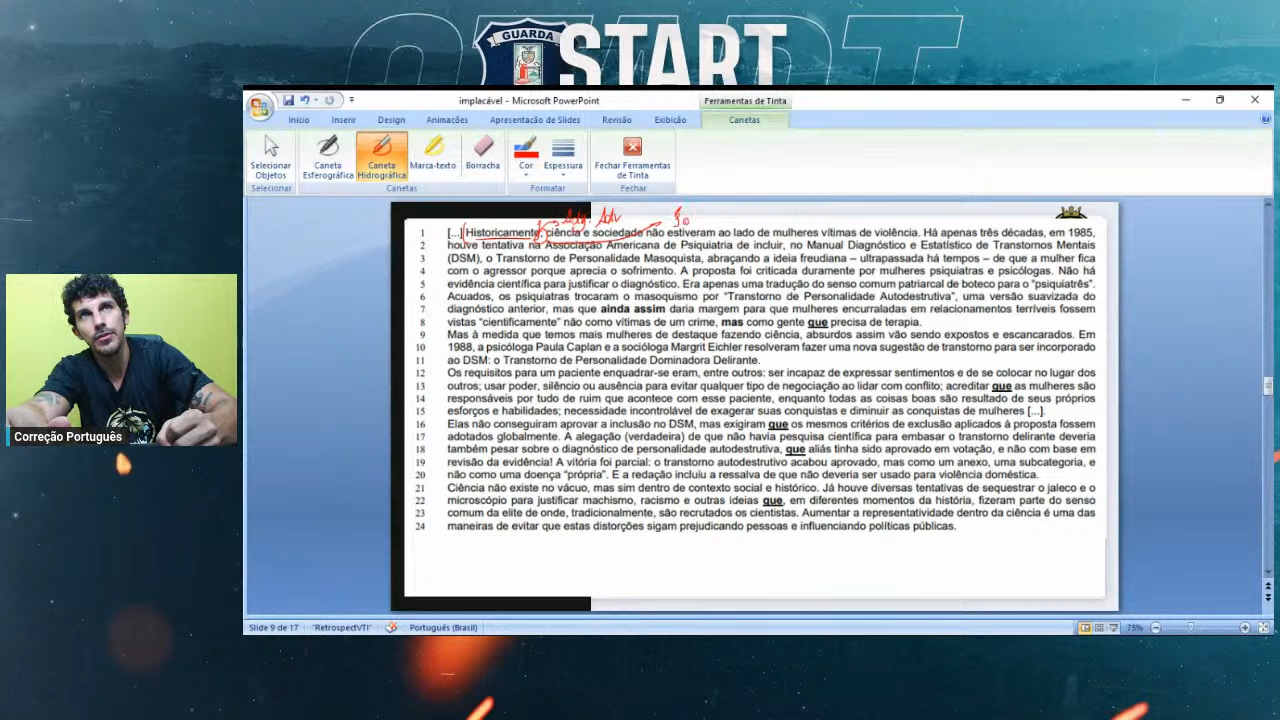 GUARDA
START
implacável - Microsoft PowerPoint
Ferramentas de Tinta
Início Inserir Design Animações Apresentação de Slides Revisão Exibição Canetas
Selecionar Objetos
Caneta Esferográfica
Caneta Hidrográfica
Marca-texto
Borracha
Cor
Espessura
Fechar Ferramentas de Tinta
Selecionar Canetas Formatar Fechar
Adj. Adv
1 [...] Historicamente, ciência e sociedade não estiveram ao lado de mulheres vítimas de violência. Há apenas três décadas, em 1985,
2 houve tentativa na Associação Americana de Psiquiatria de incluir, no Manual Diagnóstico e Estatístico de Transtornos Mentais
3 (DSM), o Transtorno de Personalidade Masoquista, abraçando a ideia freudiana – ultrapassada há tempos – de que a mulher fica
4 com o agressor porque aprecia o sofrimento. A proposta foi criticada duramente por mulheres psiquiatras e psicólogas. Não há
5 evidência científica para justificar o diagnóstico. Era apenas uma tradução do senso comum patriarcal de boteco para o “psiquiatrês”.
6 Acuados, os psiquiatras trocaram o masoquismo por “Transtorno de Personalidade Autodestrutiva”, uma versão suavizada do
7 diagnóstico anterior, mas que ainda assim daria margem para que mulheres encurraladas em relacionamentos terríveis fossem
8 vistas “cientificamente” não como vítimas de um crime, mas como gente que precisa de terapia.
9 Mas à medida que temos mais mulheres de destaque fazendo ciência, absurdos assim vão sendo expostos e escancarados. Em
10 1988, a psicóloga Paula Caplan e a socióloga Margrit Eichler resolveram fazer uma nova sugestão de transtorno para ser incorporado
11 ao DSM: o Transtorno de Personalidade Dominadora Delirante.
12 Os requisitos para um paciente enquadrar-se eram, entre outros: ser incapaz de expressar sentimentos e de se colocar no lugar dos
13 outros; usar poder, silêncio ou ausência para evitar qualquer tipo de negociação ao lidar com conflito; acreditar que as mulheres são
14 responsáveis por tudo de ruim que acontece com esse paciente, enquanto todas as coisas boas são resultado de seus próprios
15 esforços e habilidades; necessidade incontrolável de exagerar suas conquistas e diminuir as conquistas de mulheres [...].
16 Elas não conseguiram aprovar a inclusão no DSM, mas exigiram que os mesmos critérios de exclusão aplicados à proposta fossem
17 adotados globalmente. A alegação (verdadeira) de que não havia pesquisa científica para embasar o transtorno delirante deveria
18 também pesar sobre o diagnóstico de personalidade autodestrutiva, que aliás tinha sido aprovado em votação, e não com base em
19 revisão da evidência! A vitória foi parcial: o transtorno autodestrutivo acabou aprovado, mas como um anexo, uma subcategoria, e
20 não como uma doença “própria”. E a redação incluiu a ressalva de que não deveria ser usado para violência doméstica.
21 Ciência não existe no vácuo, mas sim dentro de contexto social e histórico. Já houve diversas tentativas de sequestrar o jaleco e o
22 microscópio para justificar machismo, racismo e outras ideias que, em diferentes momentos da história, fizeram parte do senso
23 comum da elite de onde, tradicionalmente, são recrutados os cientistas. Aumentar a representatividade dentro da ciência é uma das
24 maneiras de evitar que estas distorções sigam prejudicando pessoas e influenciando políticas públicas.
Correção Português
Slide 9 de 17 "RetrospectVTI" Português (Brasil) 75%